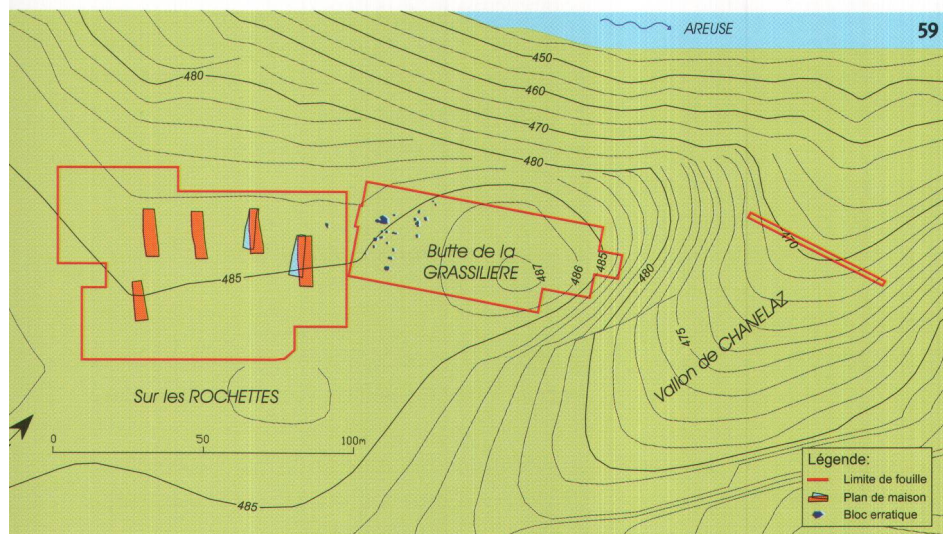 AREUSE
59
450
480
460
470
480
Butte de la
GRASSILIERE
487
486
485
480
470
485
475
Vallon de CHANELAZ
Sur les ROCHETTES
0 50 100m
485
Légende:
Limite de fouille
Plan de maison
Bloc erratique